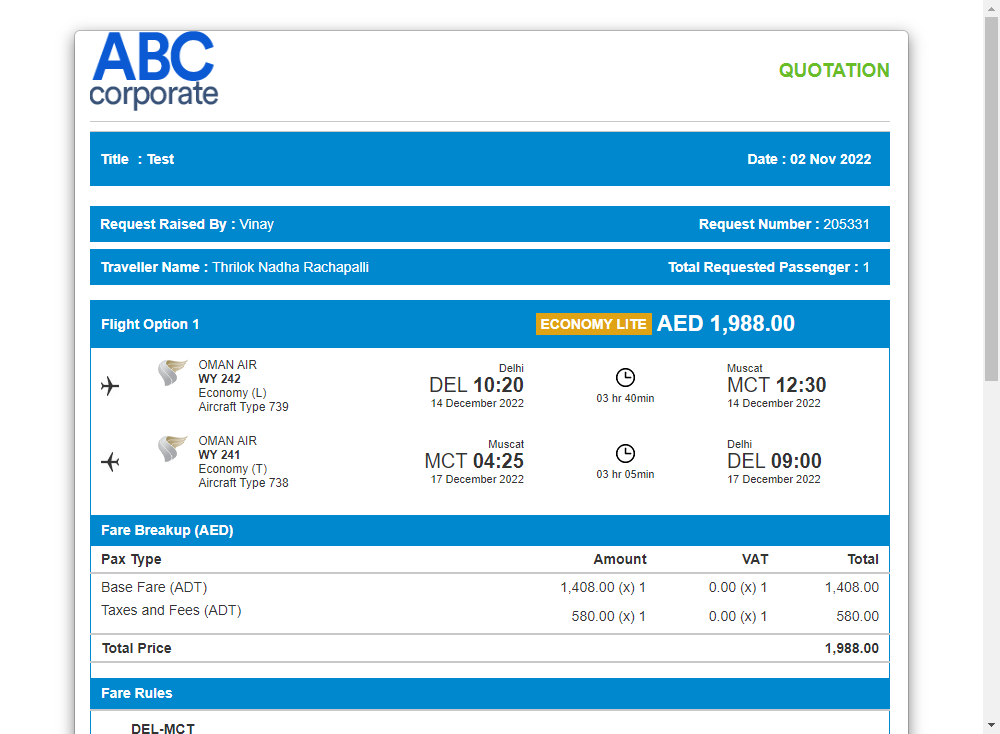 ABC
corporate
QUOTATION
Title : Test
Date : 02 Nov 2022
Request Raised By : Vinay
Request Number : 205331
Traveller Name : Thrilok Nadha Rachapalli
Total Requested Passenger : 1
Flight Option 1
ECONOMY LITE AED 1,988.00
OMAN AIR
WY 242
Economy (L)
Aircraft Type 739
Delhi
DEL 10:20
14 December 2022
03 hr 40min
Muscat
MCT 12:30
14 December 2022
OMAN AIR
WY 241
Economy (T)
Aircraft Type 738
Muscat
MCT 04:25
17 December 2022
03 hr 05min
Delhi
DEL 09:00
17 December 2022
Fare Breakup (AED)
Pax Type Amount VAT Total
Base Fare (ADT) 1,408.00 (x) 1 0.00 (x) 1 1,408.00
Taxes and Fees (ADT) 580.00 (x) 1 0.00 (x) 1 580.00
Total Price 1,988.00
Fare Rules
DEL-MCT